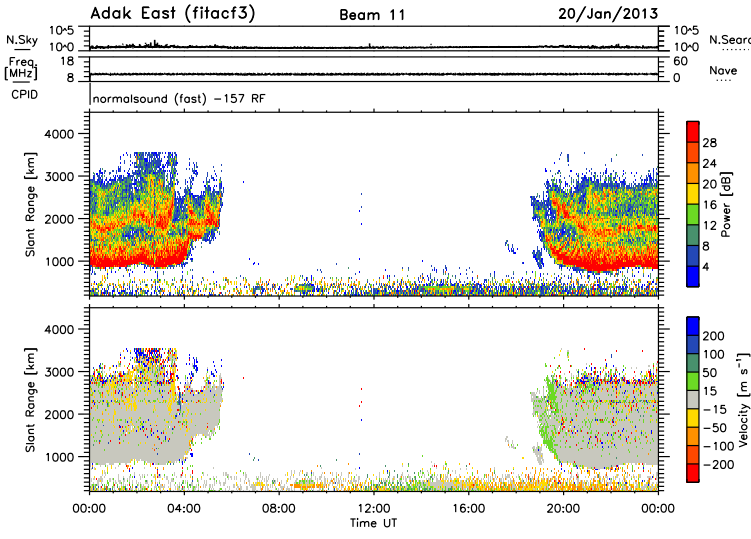 Adak East (fitacf3) Beam 11 20/Jan/2013
N.Sky 10^5 10^0 10^5 10^0 N.Searc
Freq. [MHz] 18 8 60 0 Nave
CPID normalsound (fast) -157 RF
Slant Range [km] 4000 3000 2000 1000
Power [dB] 28 24 20 16 12 8 4
Slant Range [km] 4000 3000 2000 1000
Velocity [m s⁻¹] 200 100 50 15 -15 -50 -100 -200
00:00 04:00 08:00 12:00 16:00 20:00 00:00
Time UT